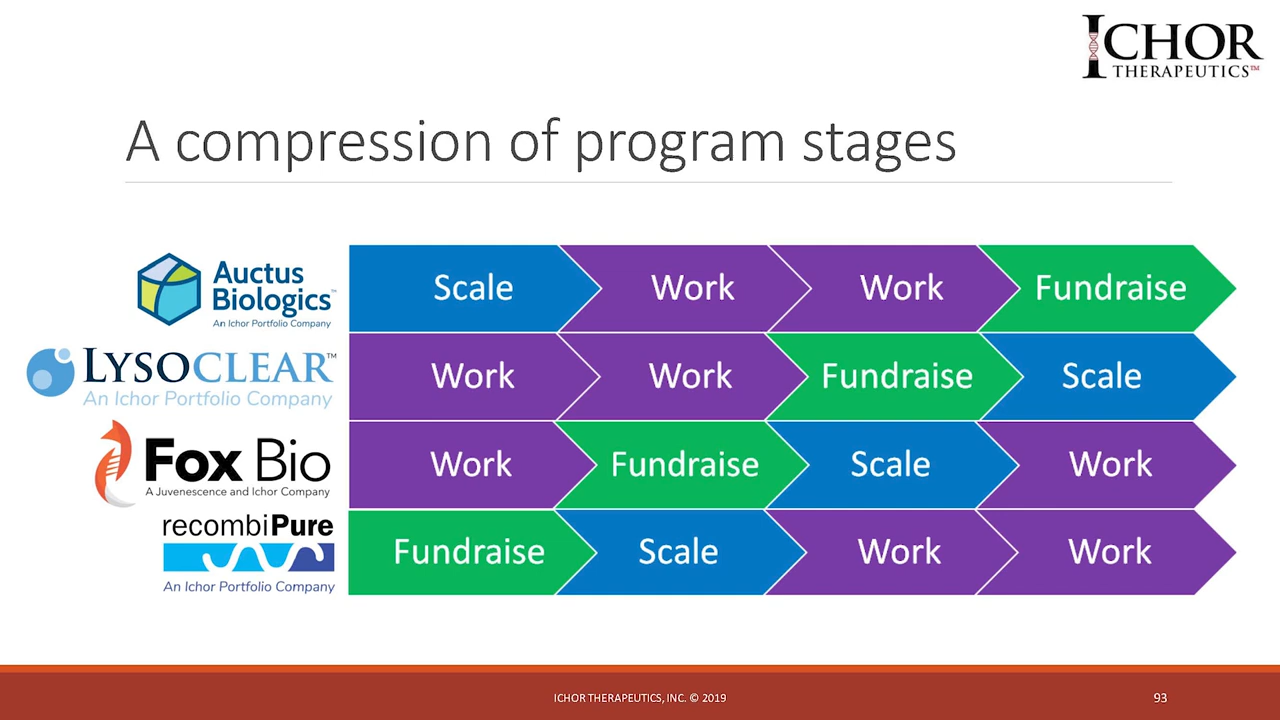 ICHOR
THERAPEUTICS™
A compression of program stages
Auctus
Biologics™
An Ichor Portfolio Company
Scale Work Work Fundraise
LYSOCLEAR™
An Ichor Portfolio Company
Work Work Fundraise Scale
Fox Bio
A Juvenescence and Ichor Company
Work Fundraise Scale Work
recombiPure
An Ichor Portfolio Company
Fundraise Scale Work Work
ICHOR THERAPEUTICS, INC. © 2019
93